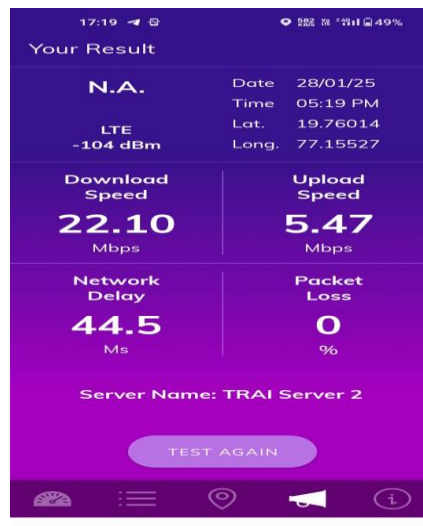 17:19 49%
Your Result
N.A.
LTE
-104 dBm
Date 28/01/25
Time 05:19 PM
Lat. 19.76014
Long. 77.15527
Download
Speed
22.10
Mbps
Upload
Speed
5.47
Mbps
Network
Delay
44.5
Ms
Packet
Loss
0
%
Server Name: TRAI Server 2
TEST AGAIN